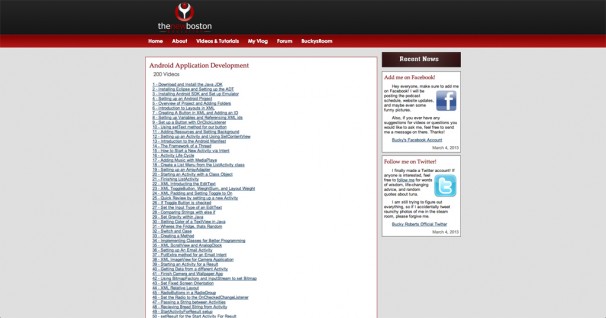 the new boston
Home About Videos & Tutorials My Vlog Forum BuckysRoom
Android Application Development
200 Videos
1 - Download and Install the Java JDK
2 - Installing Eclipse and Setting up the ADT
3 - Installing Android SDK and Set up Emulator
4 - Setting up an Android Project
5 - Overview of Project and Adding Folders
6 - Introduction to Layouts in XML
7 - Creating A Button in XML and Adding an ID
8 - Setting up Variables and Referencing XML ids
9 - Set up a Button with OnClickListener
10 - Using setText method for our button
11 - Adding Resources and Setting Background
12 - Setting up an Activity and Using SetContentView
13 - Introduction to the Android Manifest
14 - The Framework of a Thread
15 - How to Start a New Activity via Intent
16 - Activity Life Cycle
17 - Adding Music with MediaPlaye
18 - Create a List Menu from the ListActivity class
19 - Setting up an ArrayAdapter
20 - Starting an Activity with a Class Object
21 - Finishing ListActivity
22 - XML Introducing the EditText
23 - XML ToggleButton, WeightSum, and Layout Weight
24 - XML Padding and Setting Toggle to On
25 - Quick Review by setting up a new Activity
26 - if Toggle Button is checked
27 - Set the Input Type of an EditText
28 - Comparing Strings with else if
29 - Set Gravity within Java
30 - Setting Color of a TextView in Java
31 - Wheres the Fridge, thats Random
32 - Switch and Case
33 - Creating a Method
34 - Implementing Classes for Better Programming
35 - XML ScrollView and AnalogClock
36 - Setting up An Email Activity
37 - PutExtra method for an Email Intent
38 - XML ImageView for Camera Application
39 - Starting an Activity for a Result
40 - Getting Data from a different Activity
41 - Finish Camera and Wallpaper App
42 - Using BitmapFactory and InputStream to set Bitmap
43 - Set Fixed Screen Orientation
44 - XML Relative Layout
45 - RadioButtons in a RadioGroup
46 - Set the Radio to the OnCheckedChangeListener
47 - Passing a String between Activities
48 - Recieving Bread String from Activity
49 - StartActivityForResult setup
50 - setResult for the Start Activity For Result
Recent News
Add me on Facebook!
Hey everyone, make sure to add me
on Facebook! I will be
posting the podcast
schedule, website updates,
and maybe even some
funny pictures.
Also, if you ever have any
suggestions for videos or questions you
would like to ask me, feel free to send
me a message on there. Thanks!
Bucky's Facebook Account
March 4, 2013
Follow me on Twitter!
I finally made a Twitter account! If
anyone is interested, feel
free to follow me for words
of wisdom, life-changing
advice, and random
quotes about tuna.
I am still trying to figure out
everything, so if I accidentally tweet
raunchy photos of me in the steam
room, please forgive me
Bucky Roberts Official Twitter
March 4, 2013